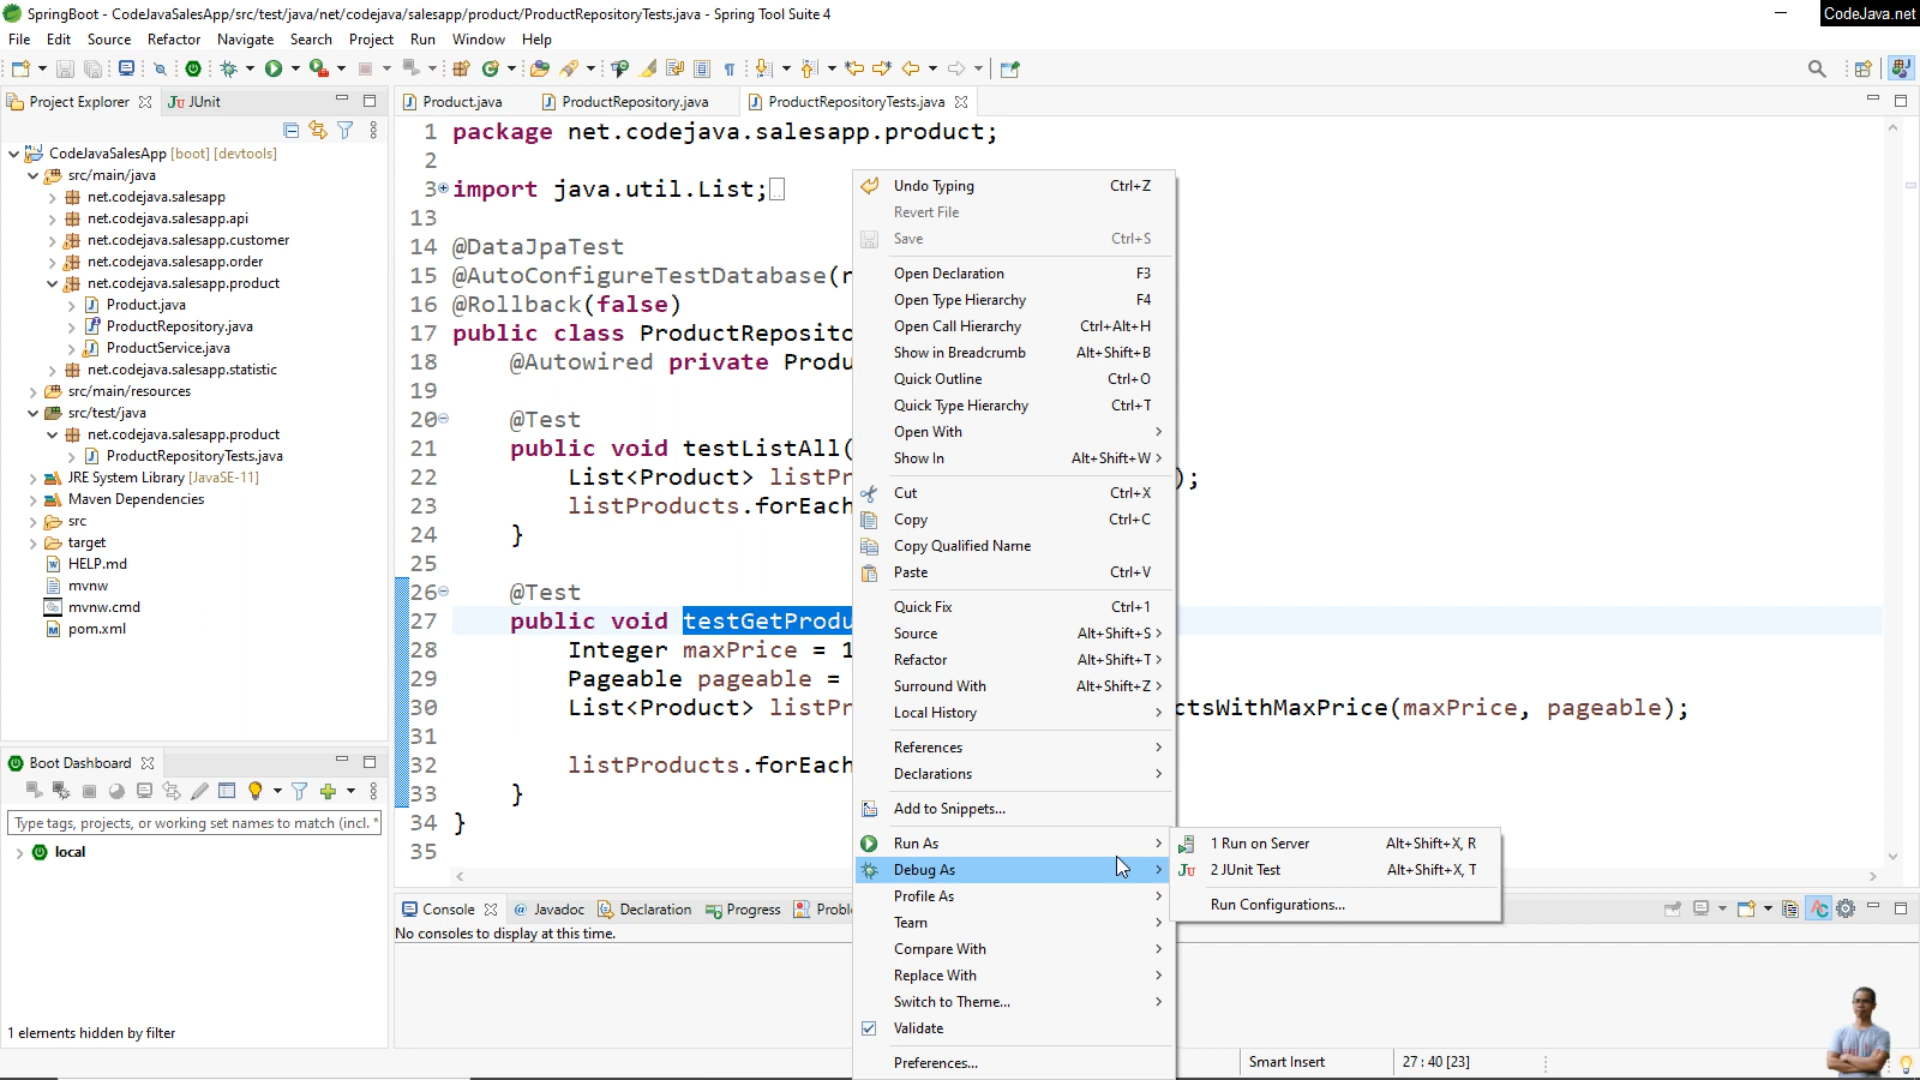 SpringBoot - CodeJavaSalesApp/src/test/java/net/codejava/salesapp/product/ProductRepositoryTests.java - Spring Tool Suite 4
CodeJava.net
File Edit Source Refactor Navigate Search Project Run Window Help
Project Explorer
JUnit
CodeJavaSalesApp [boot] [devtools]
src/main/java
net.codejava.salesapp
net.codejava.salesapp.api
net.codejava.salesapp.customer
net.codejava.salesapp.order
net.codejava.salesapp.product
Product.java
ProductRepository.java
ProductService.java
net.codejava.salesapp.statistic
src/main/resources
src/test/java
net.codejava.salesapp.product
ProductRepositoryTests.java
JRE System Library [JavaSE-11]
Maven Dependencies
src
target
HELP.md
mvnw
mvnw.cmd
pom.xml
Boot Dashboard
Type tags, projects, or working set names to match (incl. *
local
1 elements hidden by filter
Product.java
ProductRepository.java
ProductRepositoryTests.java
1 package net.codejava.salesapp.product;
2
3 import java.util.List;
13
14 @DataJpaTest
15 @AutoConfigureTestDatabase(r
16 @Rollback(false)
17 public class ProductReposito
18 @Autowired private Produ
19
20 @Test
21 public void testListAll(
22 List<Product> listPr );
23 listProducts.forEach
24 }
25
26 @Test
27 public void testGetProdu
28 Integer maxPrice = 1
29 Pageable pageable =
30 List<Product> listPr ctsWithMaxPrice(maxPrice, pageable);
31
32 listProducts.forEach
33 }
34 }
35
Undo Typing Ctrl+Z
Revert File
Save Ctrl+S
Open Declaration F3
Open Type Hierarchy F4
Open Call Hierarchy Ctrl+Alt+H
Show in Breadcrumb Alt+Shift+B
Quick Outline Ctrl+O
Quick Type Hierarchy Ctrl+T
Open With
Show In Alt+Shift+W
Cut Ctrl+X
Copy Ctrl+C
Copy Qualified Name
Paste Ctrl+V
Quick Fix Ctrl+1
Source Alt+Shift+S
Refactor Alt+Shift+T
Surround With Alt+Shift+Z
Local History
References
Declarations
Add to Snippets...
Run As
Debug As
Profile As
Team
Compare With
Replace With
Switch to Theme...
Validate
Preferences...
1 Run on Server Alt+Shift+X, R
2 JUnit Test Alt+Shift+X, T
Run Configurations...
Console
@ Javadoc
Declaration
Progress
Proble
No consoles to display at this time.
Smart Insert
27 : 40 [23]